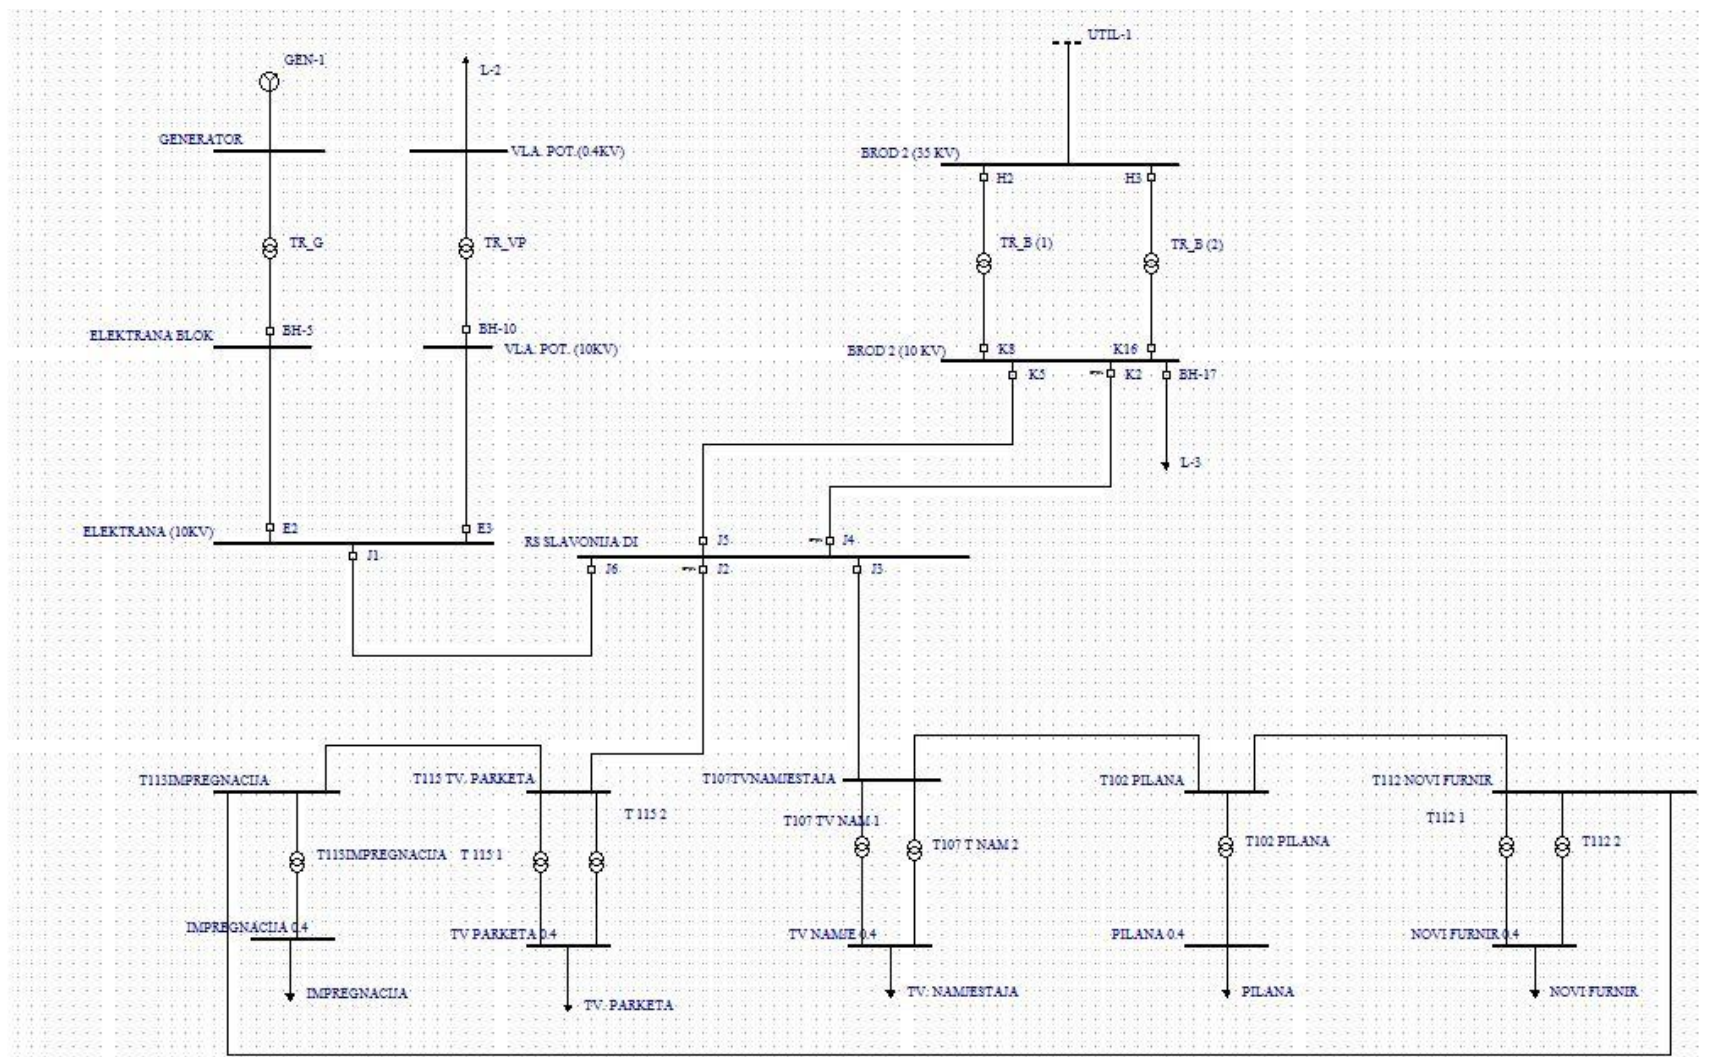 UTIL-1
GEN-1
L-2
GENERATOR
VLA. POT.(0.4KV)
BROD 2 (35 KV)
H2
H3
TR_G
TR_VP
TR_B (1)
TR_B (2)
BH-5
BH-10
ELEKTRANA BLOK
VLA. POT. (10KV)
BROD 2 (10 KV)
K8
K16
K5
K2
BH-17
L-3
ELEKTRANA (10KV)
E2
E3
RS SLAVONIJA DI
J5
J4
J1
J6
J2
J3
T113IMPREGNACIJA
T115 TV. PARKETA
T107TVNAMJESTAJA
T102 PILANA
T112 NOVI FURNIR
T 115 2
T107 TV NAM 1
T112 1
T113IMPREGNACIJA
T 115 1
T107 T NAM 2
T102 PILANA
T112 2
IMPREGNACIJA 0.4
TV PARKETA 0.4
TV NAMJE 0.4
PILANA 0.4
NOVI FURNIR 0.4
IMPREGNACIJA
TV. PARKETA
TV. NAMJESTAJA
PILANA
NOVI FURNIR